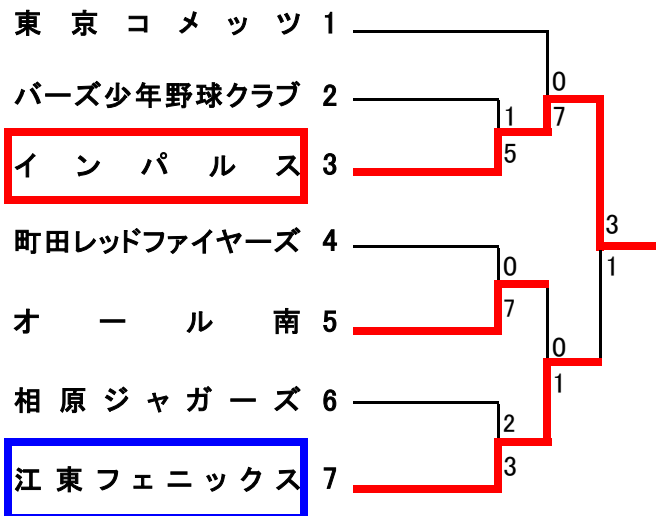 東京コメッツ 1
0
バーズ少年野球クラブ 2
1
7
5
インパルス 3
3
町田レッドファイヤーズ 4
0
1
7
オール南 5
0
1
相原ジャガーズ 6
2
3
江東フェニックス 7